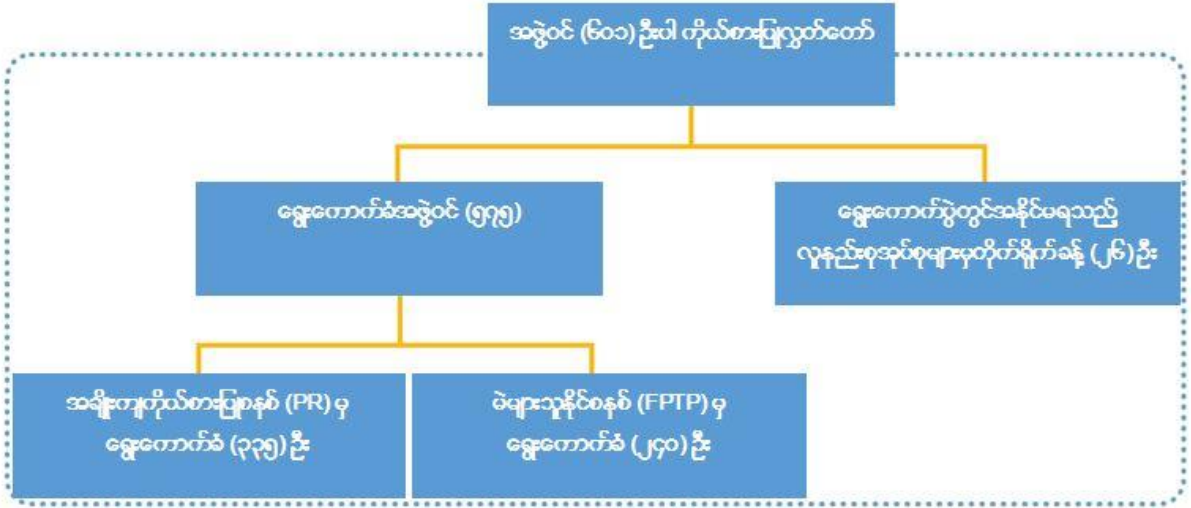 အဖွဲ့ဝင် (၆၀၁) ဦးပါ ကိုယ်စားပြုလွှတ်တော်
ရွေးကောက်ခံအဖွဲ့ဝင် (၅၇၅)
ရွေးကောက်ပွဲတွင်အနိုင်မရသည့်
လူနည်းစုအုပ်စုများမှတိုက်ရိုက်ခန့် (၂၆) ဦး
အချိုးကျကိုယ်စားပြုစနစ် (PR) မှ
ရွေးကောက်ခံ (၃၃၅) ဦး
မဲများသူနိုင်စနစ် (FPTP) မှ
ရွေးကောက်ခံ (၂၄၀) ဦး